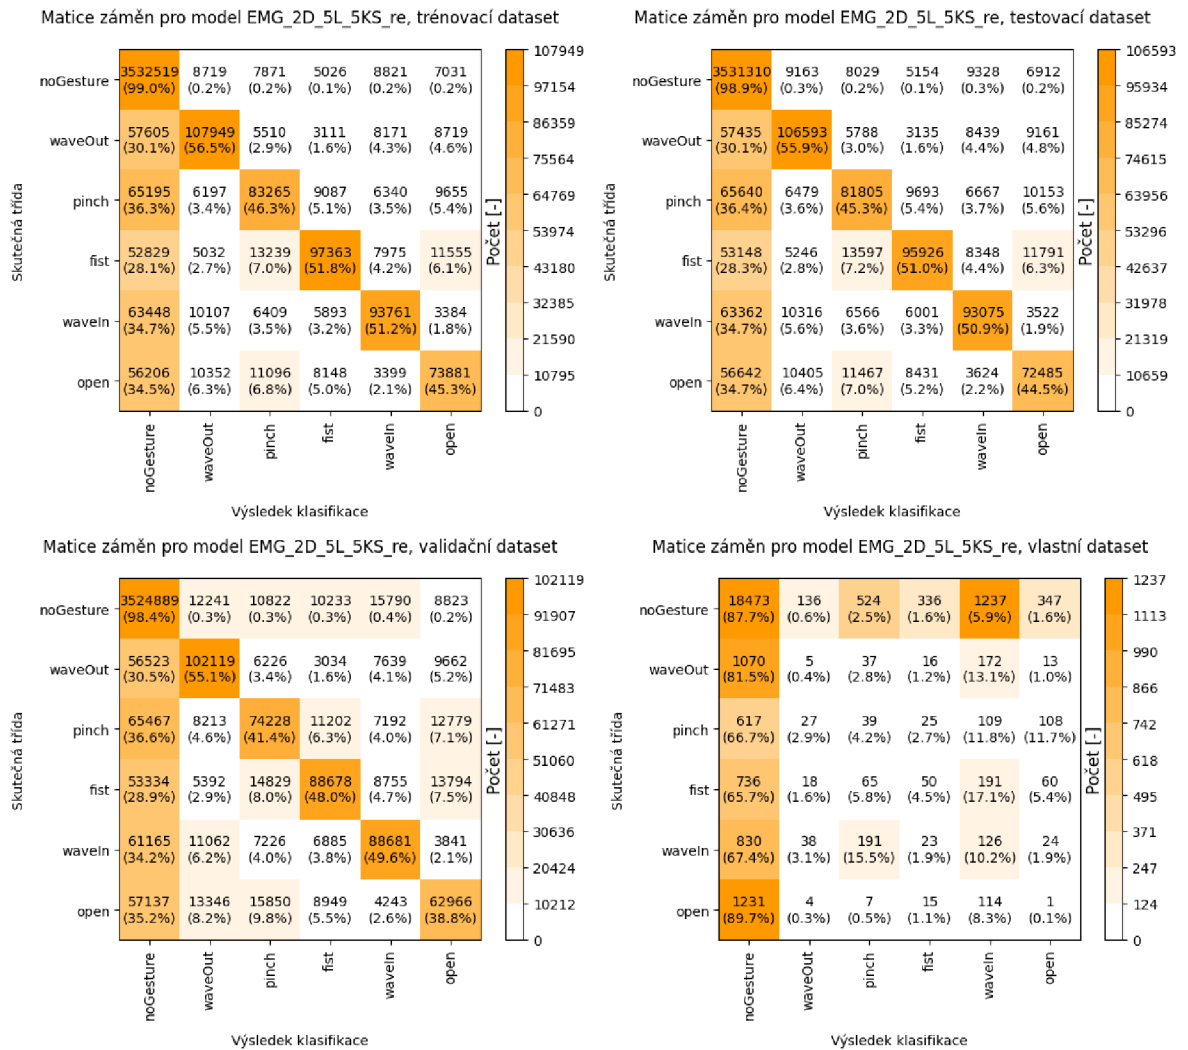 Matice záměn pro model EMG_2D_5L_5KS_re, trénovací dataset
noGesture 3532519 8719 7871 5026 8821 7031
(99.0%) (0.2%) (0.2%) (0.1%) (0.2%) (0.2%)
waveOut 57605 107949 5510 3111 8171 8719
(30.1%) (56.5%) (2.9%) (1.6%) (4.3%) (4.6%)
pinch 65195 6197 83265 9087 6340 9655
(36.3%) (3.4%) (46.3%) (5.1%) (3.5%) (5.4%)
fist 52829 5032 13239 97363 7975 11555
(28.1%) (2.7%) (7.0%) (51.8%) (4.2%) (6.1%)
waveIn 63448 10107 6409 5893 93761 3384
(34.7%) (5.5%) (3.5%) (3.2%) (51.2%) (1.8%)
open 56206 10352 11096 8148 3399 73881
(34.5%) (6.3%) (6.8%) (5.0%) (2.1%) (45.3%)
noGesture waveOut pinch fist waveIn open
Skutečná třída
Výsledek klasifikace
107949
97154
86359
75564
64769
53974
43180
32385
21590
10795
0
Počet [-]
Matice záměn pro model EMG_2D_5L_5KS_re, testovací dataset
noGesture 3531310 9163 8029 5154 9328 6912
(98.9%) (0.3%) (0.2%) (0.1%) (0.3%) (0.2%)
waveOut 57435 106593 5788 3135 8439 9161
(30.1%) (55.9%) (3.0%) (1.6%) (4.4%) (4.8%)
pinch 65640 6479 81805 9693 6667 10153
(36.4%) (3.6%) (45.3%) (5.4%) (3.7%) (5.6%)
fist 53148 5246 13597 95926 8348 11791
(28.3%) (2.8%) (7.2%) (51.0%) (4.4%) (6.3%)
waveIn 63362 10316 6566 6001 93075 3522
(34.7%) (5.6%) (3.6%) (3.3%) (50.9%) (1.9%)
open 56642 10405 11467 8431 3624 72485
(34.7%) (6.4%) (7.0%) (5.2%) (2.2%) (44.5%)
noGesture waveOut pinch fist waveIn open
Skutečná třída
Výsledek klasifikace
106593
95934
85274
74615
63956
53296
42637
31978
21319
10659
0
Počet [-]
Matice záměn pro model EMG_2D_5L_5KS_re, validační dataset
noGesture 3524889 12241 10822 10233 15790 8823
(98.4%) (0.3%) (0.3%) (0.3%) (0.4%) (0.2%)
waveOut 56523 102119 6226 3034 7639 9662
(30.5%) (55.1%) (3.4%) (1.6%) (4.1%) (5.2%)
pinch 65467 8213 74228 11202 7192 12779
(36.6%) (4.6%) (41.4%) (6.3%) (4.0%) (7.1%)
fist 53334 5392 14829 88678 8755 13794
(28.9%) (2.9%) (8.0%) (48.0%) (4.7%) (7.5%)
waveIn 61165 11062 7226 6885 88681 3841
(34.2%) (6.2%) (4.0%) (3.8%) (49.6%) (2.1%)
open 57137 13346 15850 8949 4243 62966
(35.2%) (8.2%) (9.8%) (5.5%) (2.6%) (38.8%)
noGesture waveOut pinch fist waveIn open
Skutečná třída
Výsledek klasifikace
102119
91907
81695
71483
61271
51060
40848
30636
20424
10212
0
Počet [-]
Matice záměn pro model EMG_2D_5L_5KS_re, vlastní dataset
noGesture 18473 136 524 336 1237 347
(87.7%) (0.6%) (2.5%) (1.6%) (5.9%) (1.6%)
waveOut 1070 5 37 16 172 13
(81.5%) (0.4%) (2.8%) (1.2%) (13.1%) (1.0%)
pinch 617 27 39 25 109 108
(66.7%) (2.9%) (4.2%) (2.7%) (11.8%) (11.7%)
fist 736 18 65 50 191 60
(65.7%) (1.6%) (5.8%) (4.5%) (17.1%) (5.4%)
waveIn 830 38 191 23 126 24
(67.4%) (3.1%) (15.5%) (1.9%) (10.2%) (1.9%)
open 1231 4 7 15 114 1
(89.7%) (0.3%) (0.5%) (1.1%) (8.3%) (0.1%)
noGesture waveOut pinch fist waveIn open
Skutečná třída
Výsledek klasifikace
1237
1113
990
866
742
618
495
371
247
124
0
Počet [-]